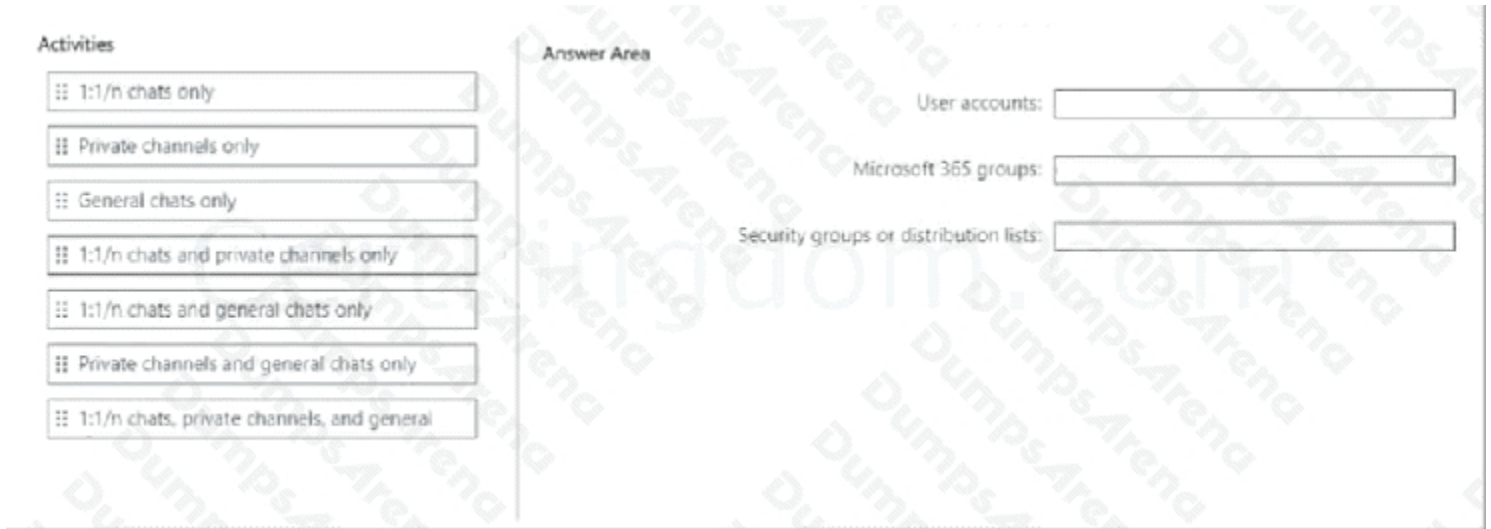 Activities
1:1/n chats only
Private channels only
General chats only
1:1/n chats and private channels only
1:1/n chats and general chats only
Private channels and general chats only
1:1/n chats, private channels, and general
Answer Area
User accounts:
Microsoft 365 groups:
Security groups or distribution lists:
DumpsArena